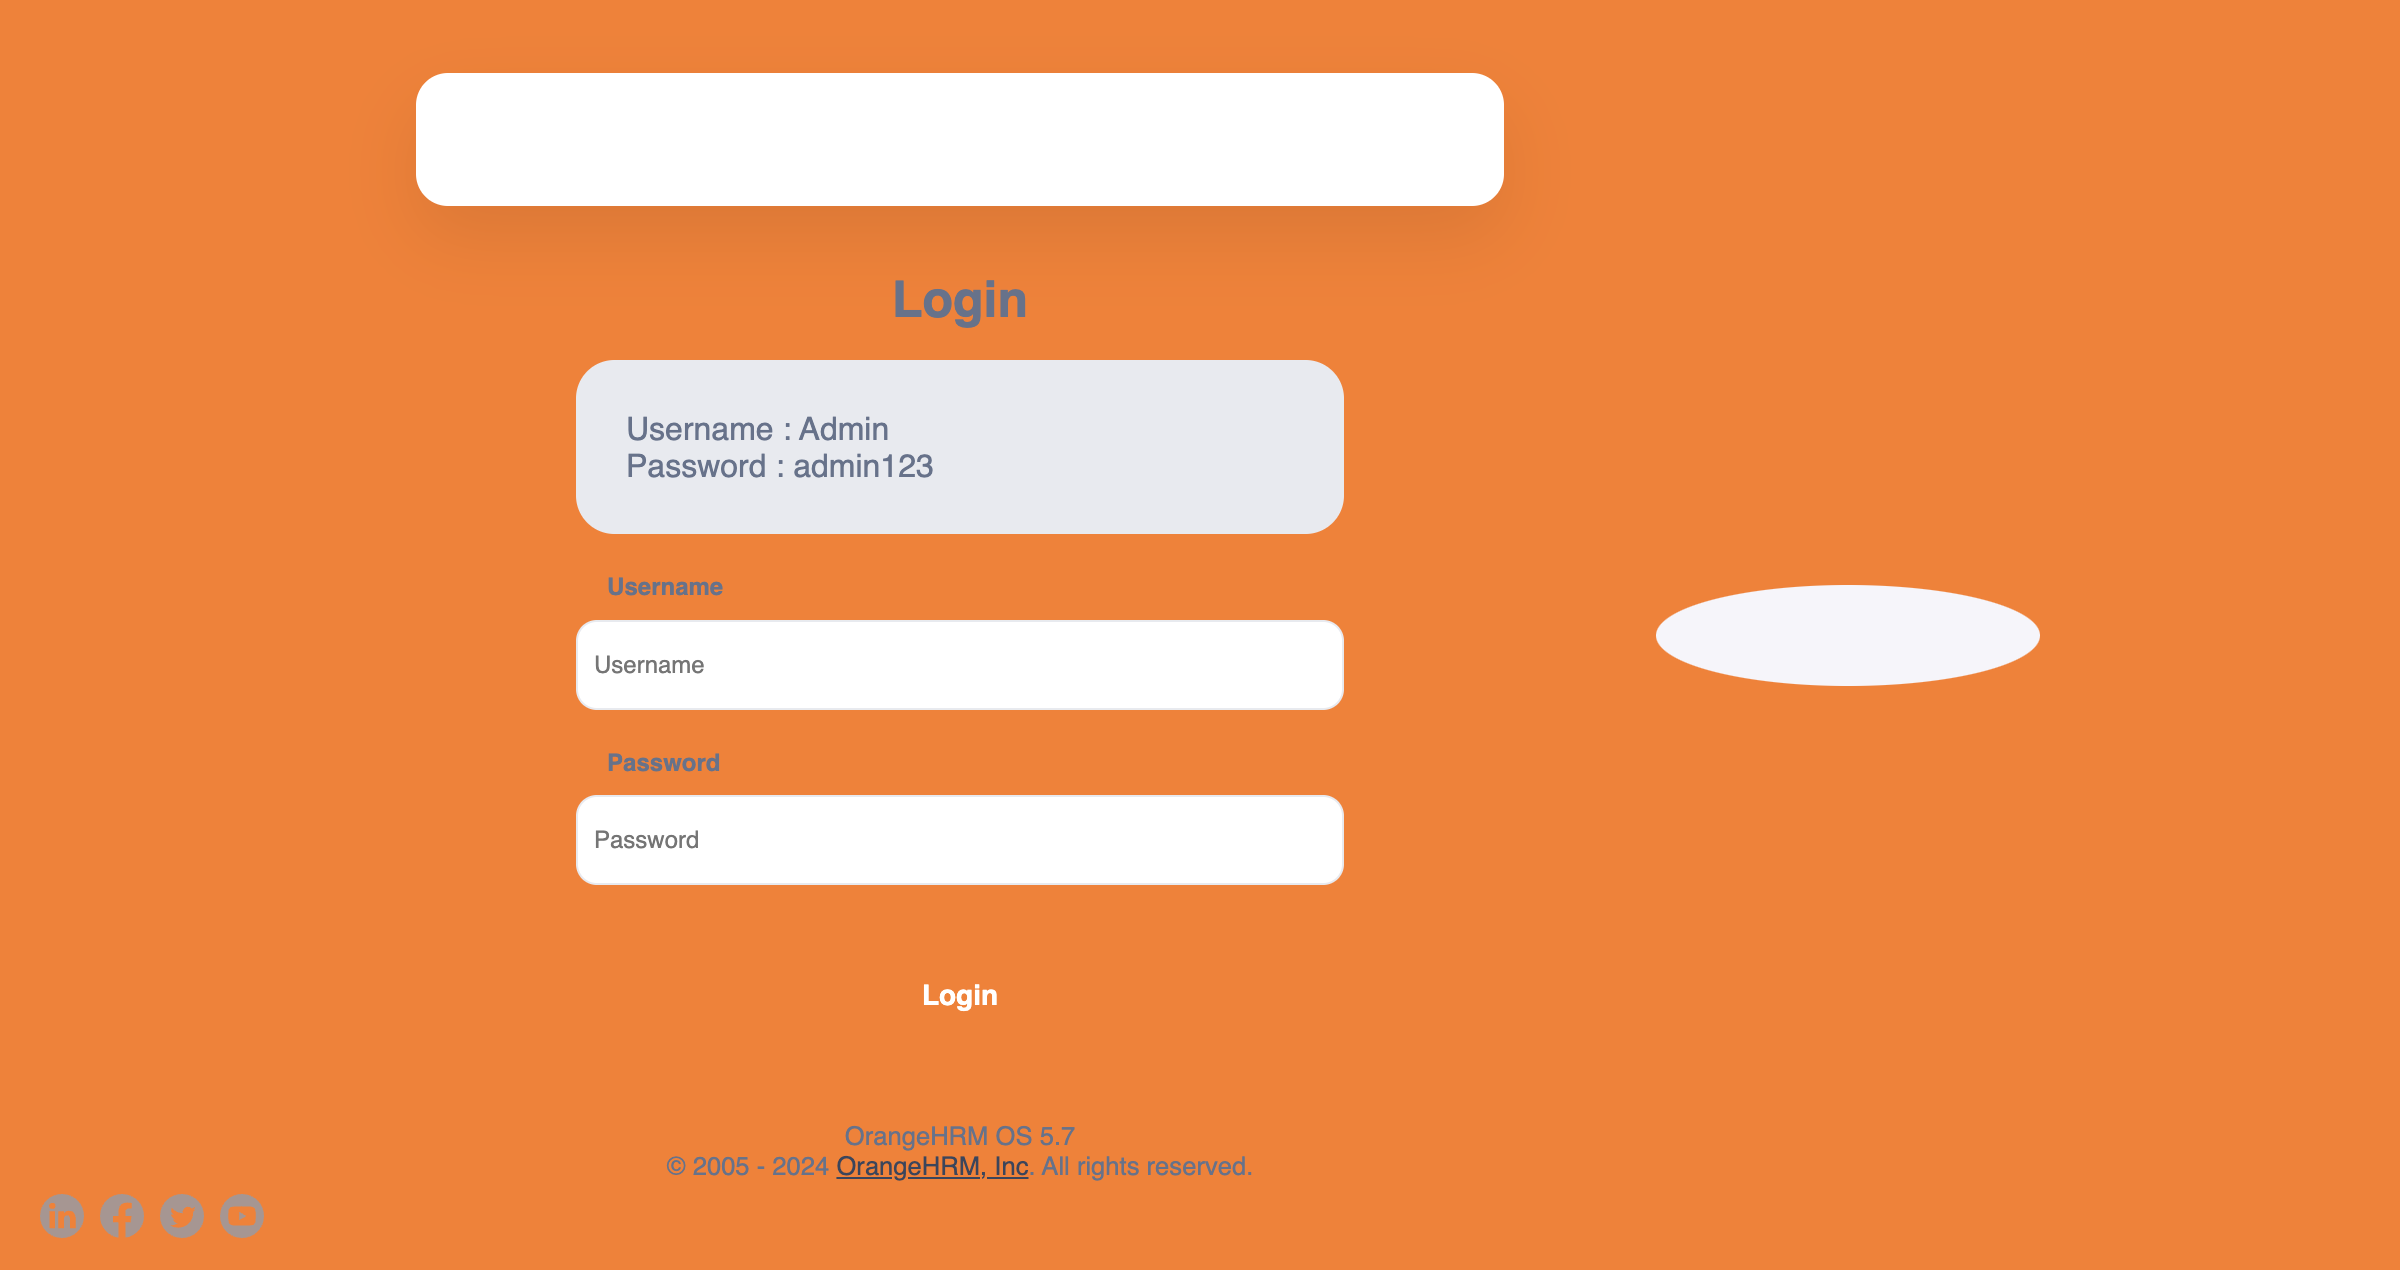 Login
Username : Admin
Password : admin123
Username
Username
Password
Password
Login
OrangeHRM OS 5.7
© 2005 - 2024 OrangeHRM, Inc. All rights reserved.